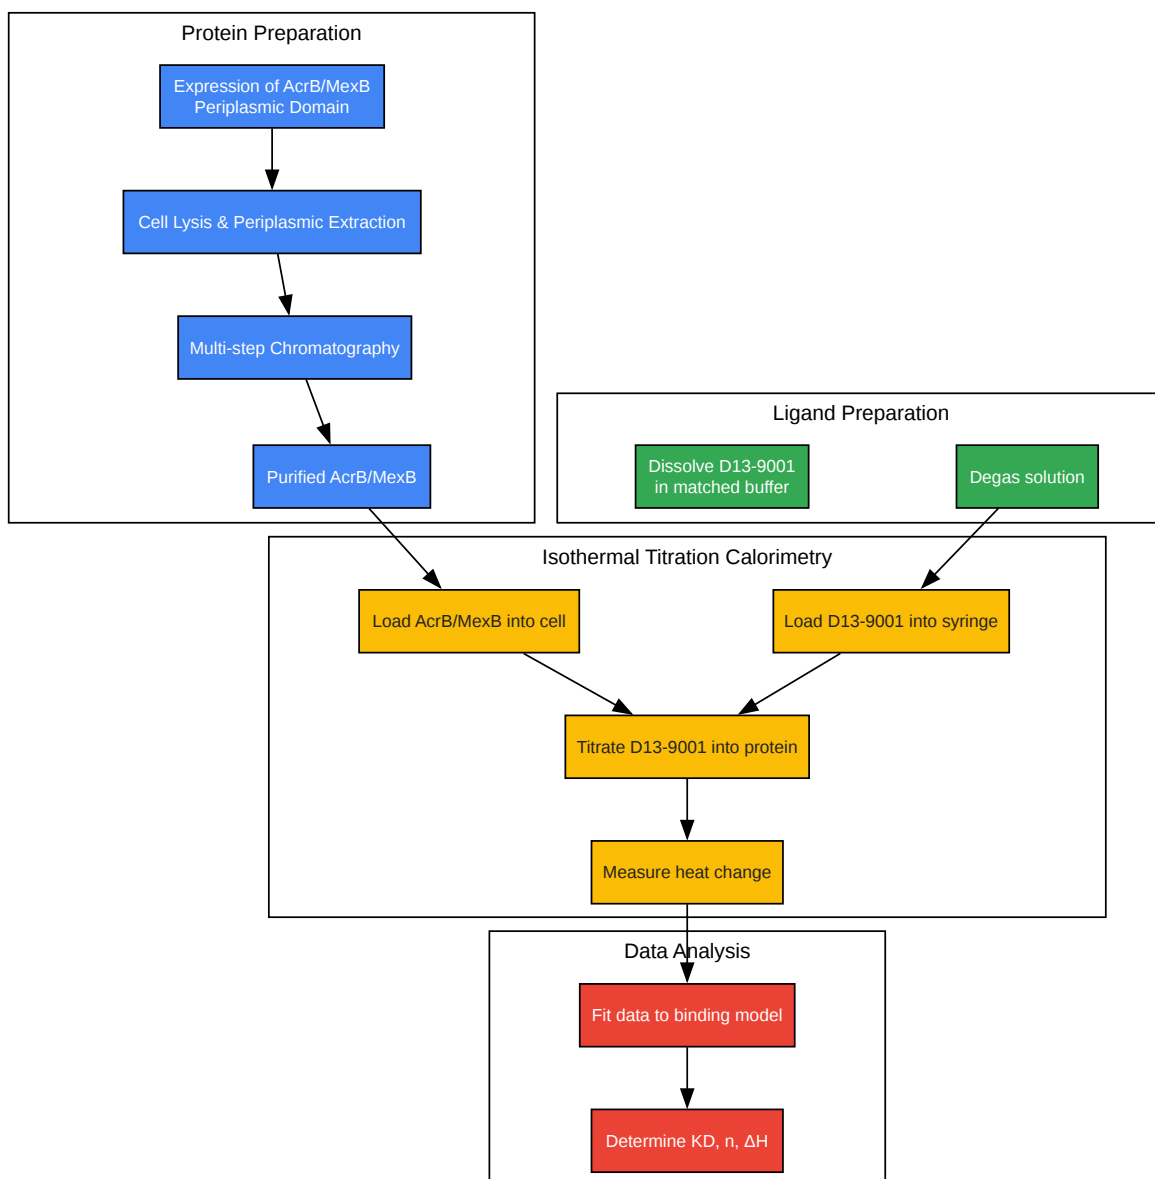 Protein Preparation
Expression of AcrB/MexB
Periplasmic Domain
Cell Lysis & Periplasmic Extraction
Multi-step Chromatography
Purified AcrB/MexB
Ligand Preparation
Dissolve D13-9001
in matched buffer
Degas solution
Isothermal Titration Calorimetry
Load AcrB/MexB into cell
Load D13-9001 into syringe
Titrate D13-9001 into protein
Measure heat change
Data Analysis
Fit data to binding model
Determine KD, n, ΔH